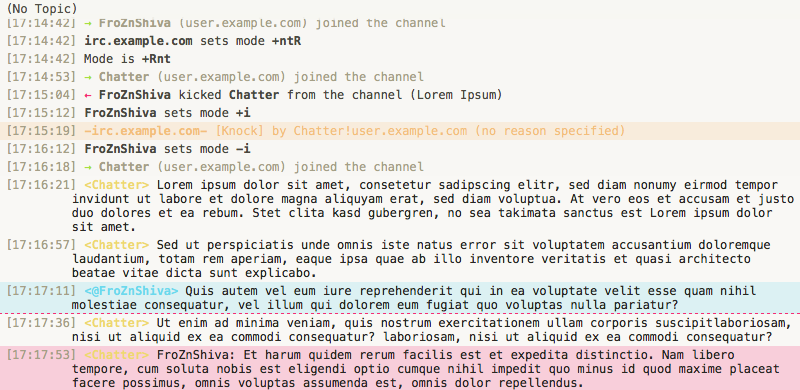 (No Topic)
[17:14:42] → FroZnShiva (user.example.com) joined the channel
[17:14:42] irc.example.com sets mode +ntR
[17:14:42] Mode is +Rnt
[17:14:53] → Chatter (user.example.com) joined the channel
[17:15:04] ← FroZnShiva kicked Chatter from the channel (Lorem Ipsum)
[17:15:12] FroZnShiva sets mode +i
[17:15:19] -irc.example.com- [Knock] by Chatter!user.example.com (no reason specified)
[17:16:12] FroZnShiva sets mode -i
[17:16:18] → Chatter (user.example.com) joined the channel
[17:16:21] <Chatter> Lorem ipsum dolor sit amet, consetetur sadipscing elitr, sed diam nonumy eirmod tempor
invidunt ut labore et dolore magna aliquyam erat, sed diam voluptua. At vero eos et accusam et justo
duo dolores et ea rebum. Stet clita kasd gubergren, no sea takimata sanctus est Lorem ipsum dolor
sit amet.
[17:16:57] <Chatter> Sed ut perspiciatis unde omnis iste natus error sit voluptatem accusantium doloremque
laudantium, totam rem aperiam, eaque ipsa quae ab illo inventore veritatis et quasi architecto
beatae vitae dicta sunt explicabo.
[17:17:11] <@FroZnShiva> Quis autem vel eum iure reprehenderit qui in ea voluptate velit esse quam nihil
molestiae consequatur, vel illum qui dolorem eum fugiat quo voluptas nulla pariatur?
[17:17:36] <Chatter> Ut enim ad minima veniam, quis nostrum exercitationem ullam corporis suscipitlaboriosam,
nisi ut aliquid ex ea commodi consequatur? laboriosam, nisi ut aliquid ex ea commodi consequatur?
[17:17:53] <Chatter> FroZnShiva: Et harum quidem rerum facilis est et expedita distinctio. Nam libero
tempore, cum soluta nobis est eligendi optio cumque nihil impedit quo minus id quod maxime placeat
facere possimus, omnis voluptas assumenda est, omnis dolor repellendus.